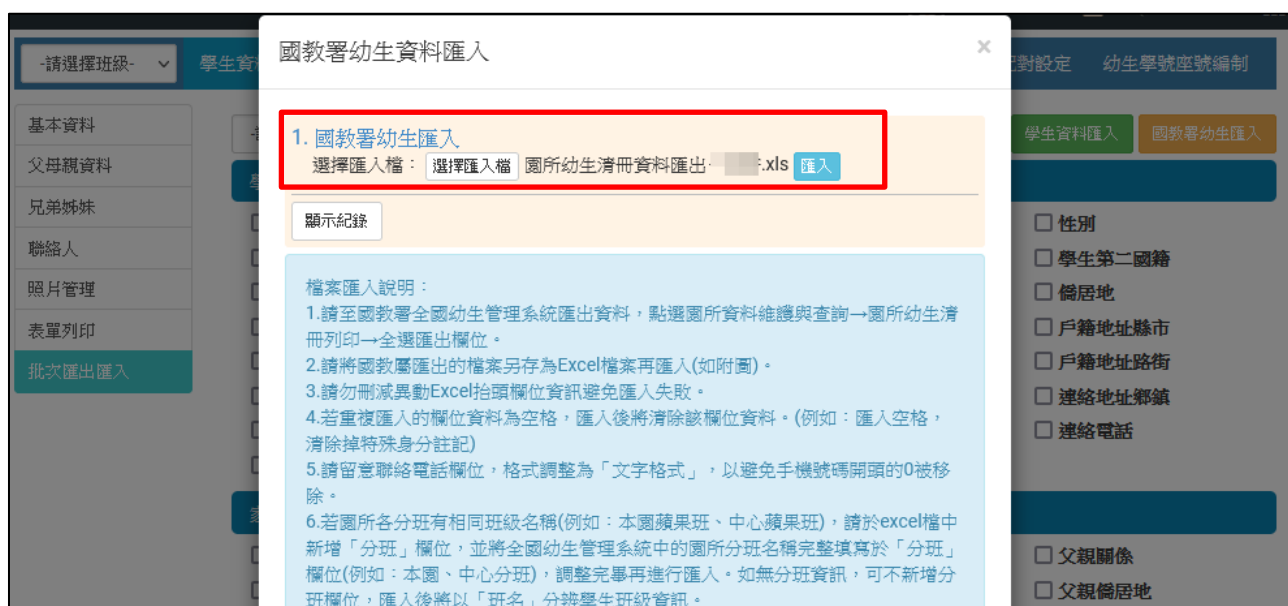 國教署幼生資料匯入
×
-請選擇班級-
學生資
配對設定
幼生學號座號編制
基本資料
父母親資料
兄弟姊妹
聯絡人
照片管理
表單列印
批次匯出匯入
學生資料匯入
國教署幼生匯入
1. 國教署幼生匯入
選擇匯入檔： 選擇匯入檔 園所幼生清冊資料匯出 .xls 匯入
顯示紀錄
檔案匯入說明：
1.請至國教署全國幼生管理系統匯出資料，點選園所資料維護與查詢→園所幼生清
冊列印→全選匯出欄位。
2.請將國教屬匯出的檔案另存為Excel檔案再匯入(如附圖)。
3.請勿刪減異動Excel抬頭欄位資訊避免匯入失敗。
4.若重複匯入的欄位資料為空格，匯入後將清除該欄位資料。(例如：匯入空格，
清除掉特殊身分註記)
5.請留意聯絡電話欄位，格式調整為「文字格式」，以避免手機號碼開頭的0被移
除。
6.若園所各分班有相同班級名稱(例如：本園蘋果班、中心蘋果班)，請於excel檔中
新增「分班」欄位，並將全國幼生管理系統中的園所分班名稱完整填寫於「分班」
欄位(例如：本園、中心分班)，調整完畢再進行匯入。如無分班資訊，可不新增分
班欄位，匯入後將以「班名」分辨學生班級資訊。
性別
學生第二國籍
僑居地
戶籍地址縣市
戶籍地址路街
連絡地址鄉鎮
連絡電話
父親關係
父親僑居地